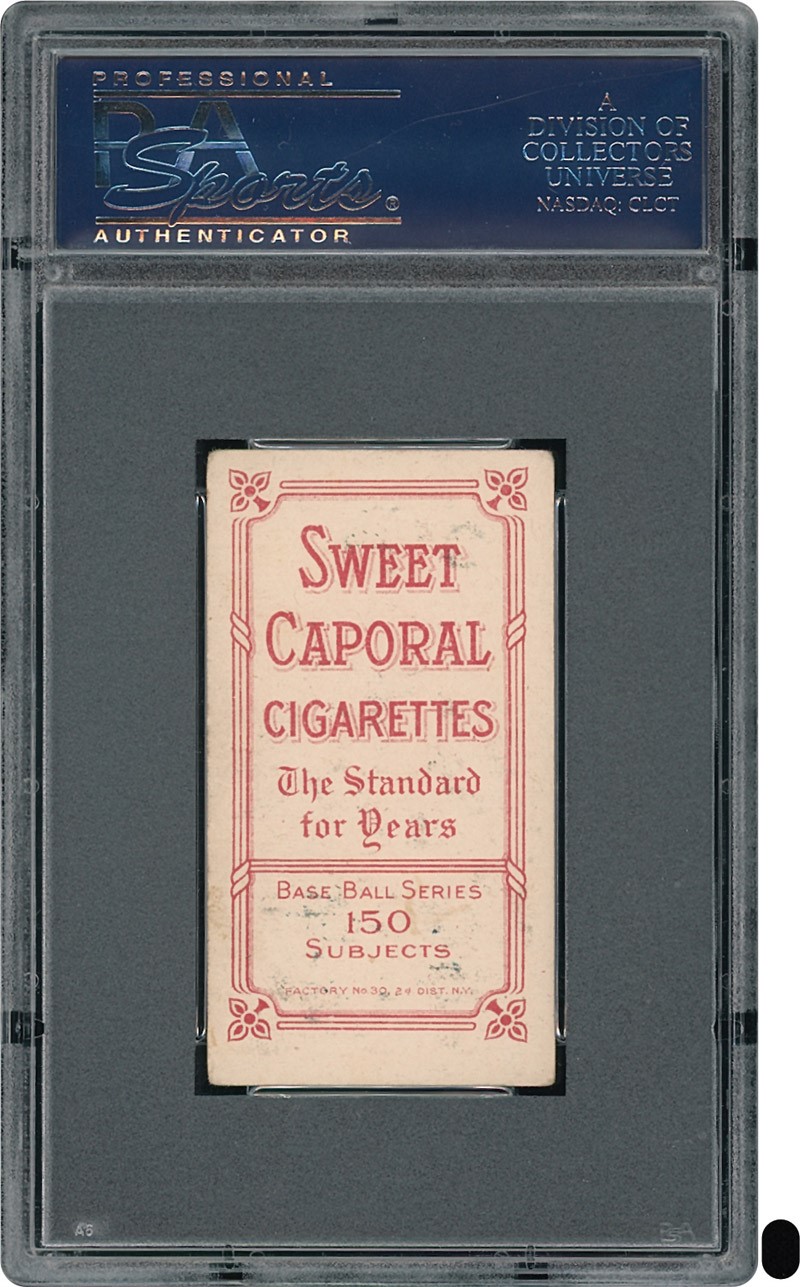 PROFESSIONAL
PSA
Sports®
AUTHENTICATOR
A
DIVISION OF
COLLECTORS
UNIVERSE
NASDAQ: CLCT
SWEET
CAPORAL
CIGARETTES
The Standard
for Years
BASE BALL SERIES
150
SUBJECTS
FACTORY No 30, 2d DIST. N.Y.
A6
PSA